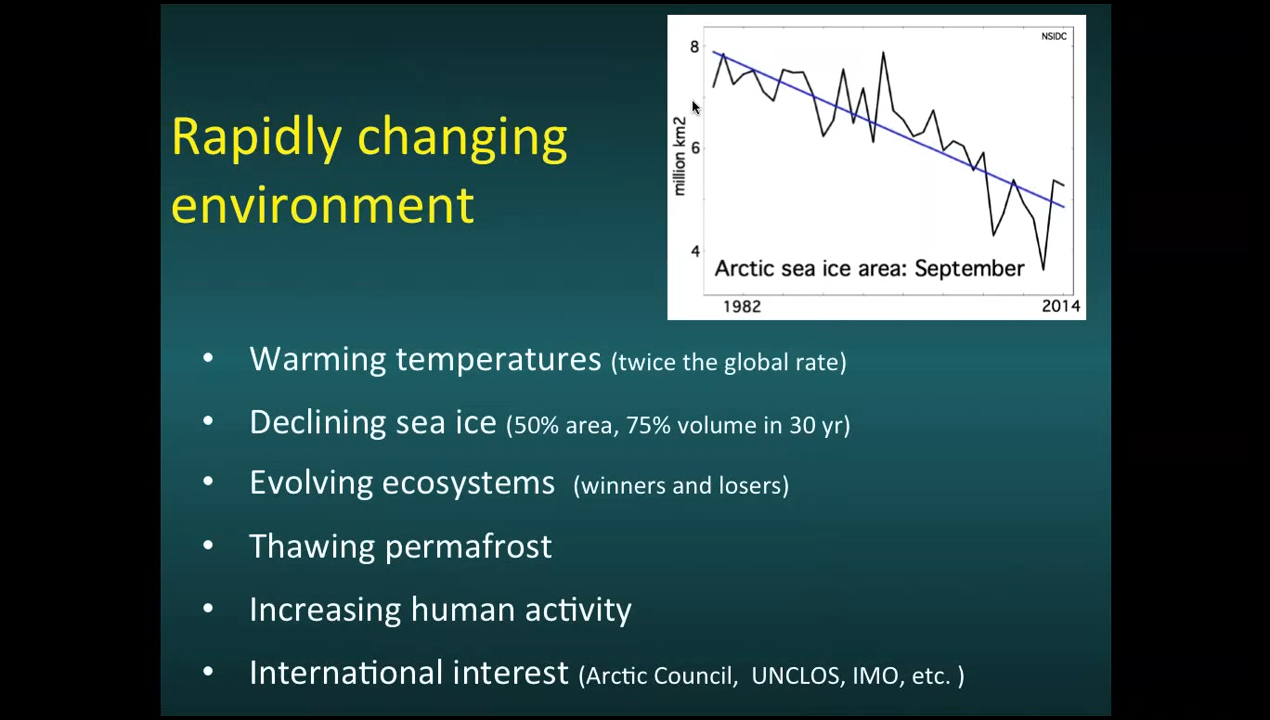 Rapidly changing
environment
NSIDC
8
6
4
million km2
Arctic sea ice area: September
1982
2014
• Warming temperatures (twice the global rate)
• Declining sea ice (50% area, 75% volume in 30 yr)
• Evolving ecosystems (winners and losers)
• Thawing permafrost
• Increasing human activity
• International interest (Arctic Council, UNCLOS, IMO, etc. )